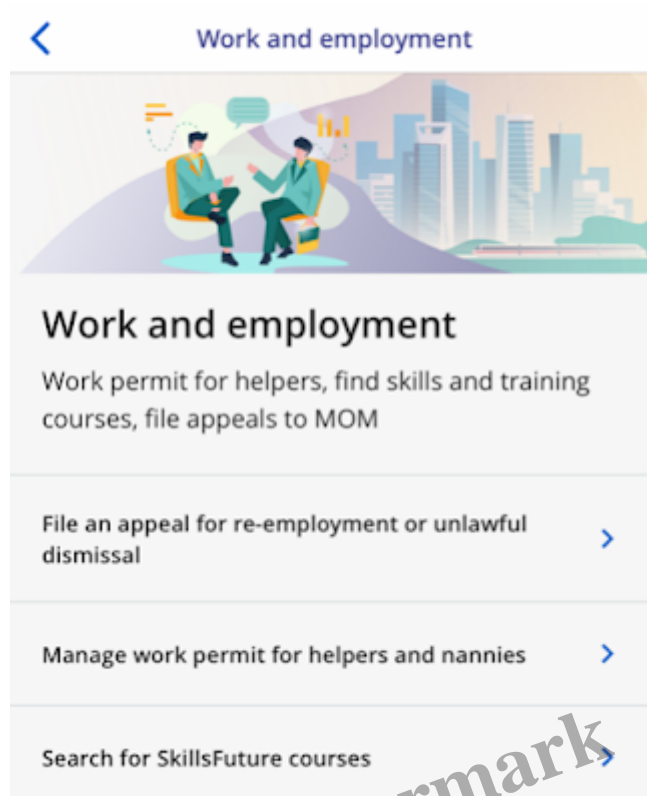 Work and employment
Work and employment
Work permit for helpers, find skills and training
courses, file appeals to MOM
File an appeal for re-employment or unlawful
dismissal
Manage work permit for helpers and nannies
Search for SkillsFuture courses